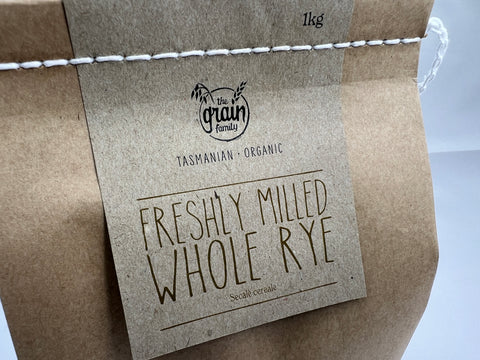 1kg
the
grain
family
TASMANIAN · ORGANIC
FRESHLY MILLED
WHOLE RYE
Secale cereale